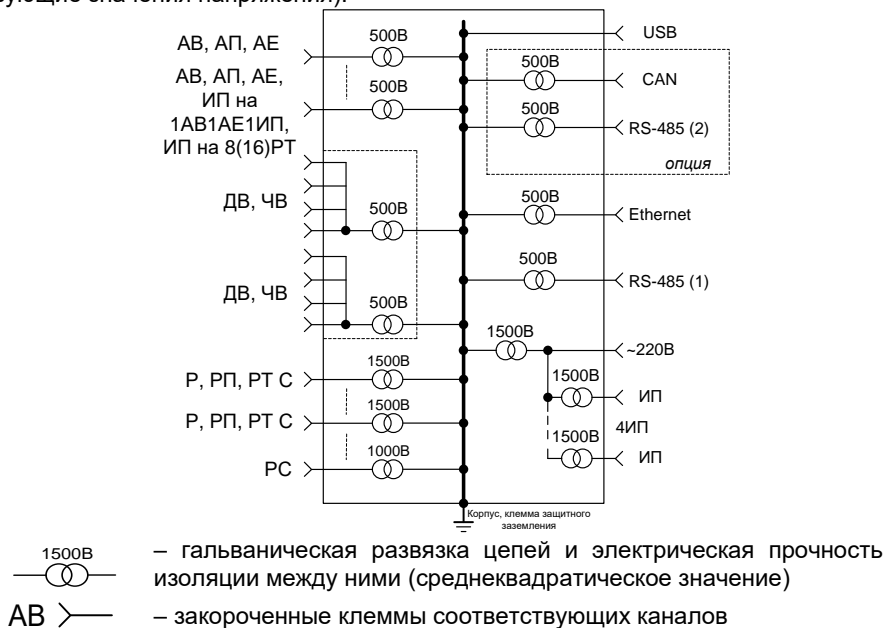 АВ, АП, АЕ
500В
АВ, АП, АЕ,
ИП на
1АВ1АЕ1ИП,
ИП на 8(16)РТ
500В
ДВ, ЧВ
500В
ДВ, ЧВ
500В
Р, РП, РТ С
1500В
Р, РП, РТ С
1500В
РС
1000В
USB
500В
CAN
500В
RS-485 (2)
опция
500В
Ethernet
500В
RS-485 (1)
1500В
~220В
1500В
ИП
4ИП
1500В
ИП
Корпус, клемма защитного
заземления
1500В
– гальваническая развязка цепей и электрическая прочность
изоляции между ними (среднеквадратическое значение)
АВ
– закороченные клеммы соответствующих каналов